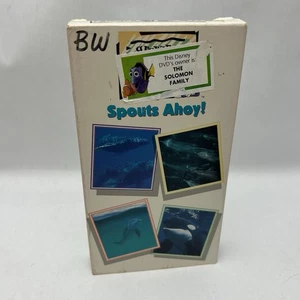 BW
This Disney
DVD's owner is
THE
SOLOMON
FAMILY
Spouts Ahoy!